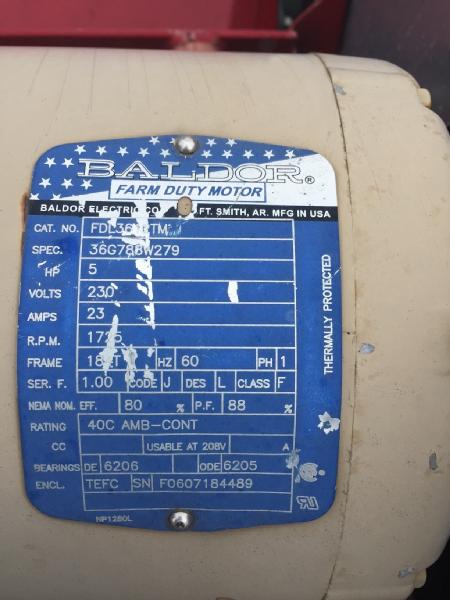 BALDOR ®
FARM DUTY MOTOR
BALDOR ELECTRIC CO. FT. SMITH, AR. MFG IN USA
CAT. NO.
SPEC. 36G788W279
HP 5
VOLTS 230
AMPS 23
R.P.M. 1725
FRAME HZ 60 PH 1
SER. F. 1.00 CODE J DES L CLASS F
NEMA NOM. EFF. 80 % P.F. 88 %
RATING 40C AMB-CONT
CC USABLE AT 208V A
BEARINGS DE 6206 ODE 6205
ENCL. TEFC SN F0607184489
NP1280L
THERMALLY PROTECTED